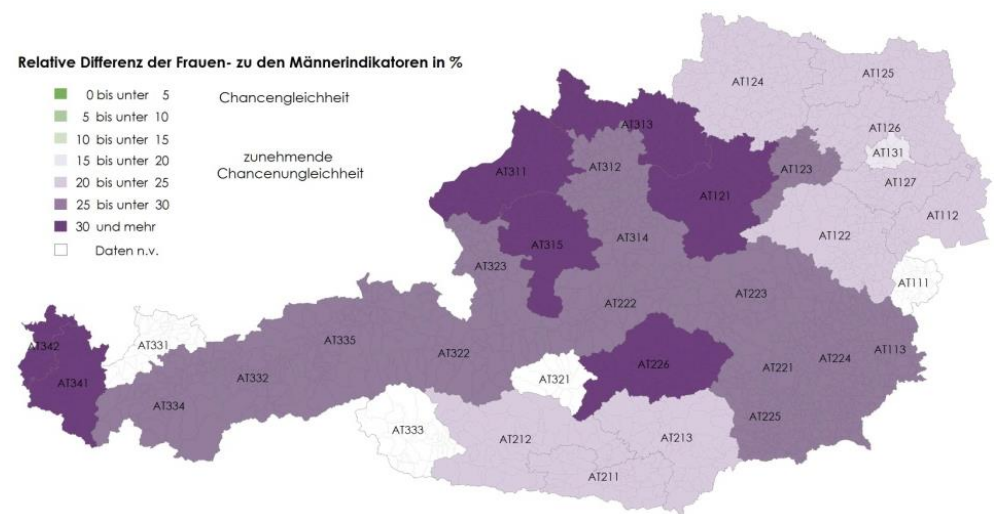 Relative Differenz der Frauen- zu den Männerindikatoren in %
0 bis unter 5
Chancengleichheit
5 bis unter 10
10 bis unter 15
15 bis unter 20
zunehmende
Chancenungleichheit
20 bis unter 25
25 bis unter 30
30 und mehr
Daten n.v.
AT124
AT125
AT313
AT126
AT131
AT312
AT311
AT123
AT127
AT121
AT112
AT122
AT314
AT315
AT323
AT111
AT223
AT222
AT335
AT342
AT331
AT322
AT224
AT113
AT226
AT221
AT332
AT321
AT341
AT334
AT225
AT333
AT212
AT213
AT211